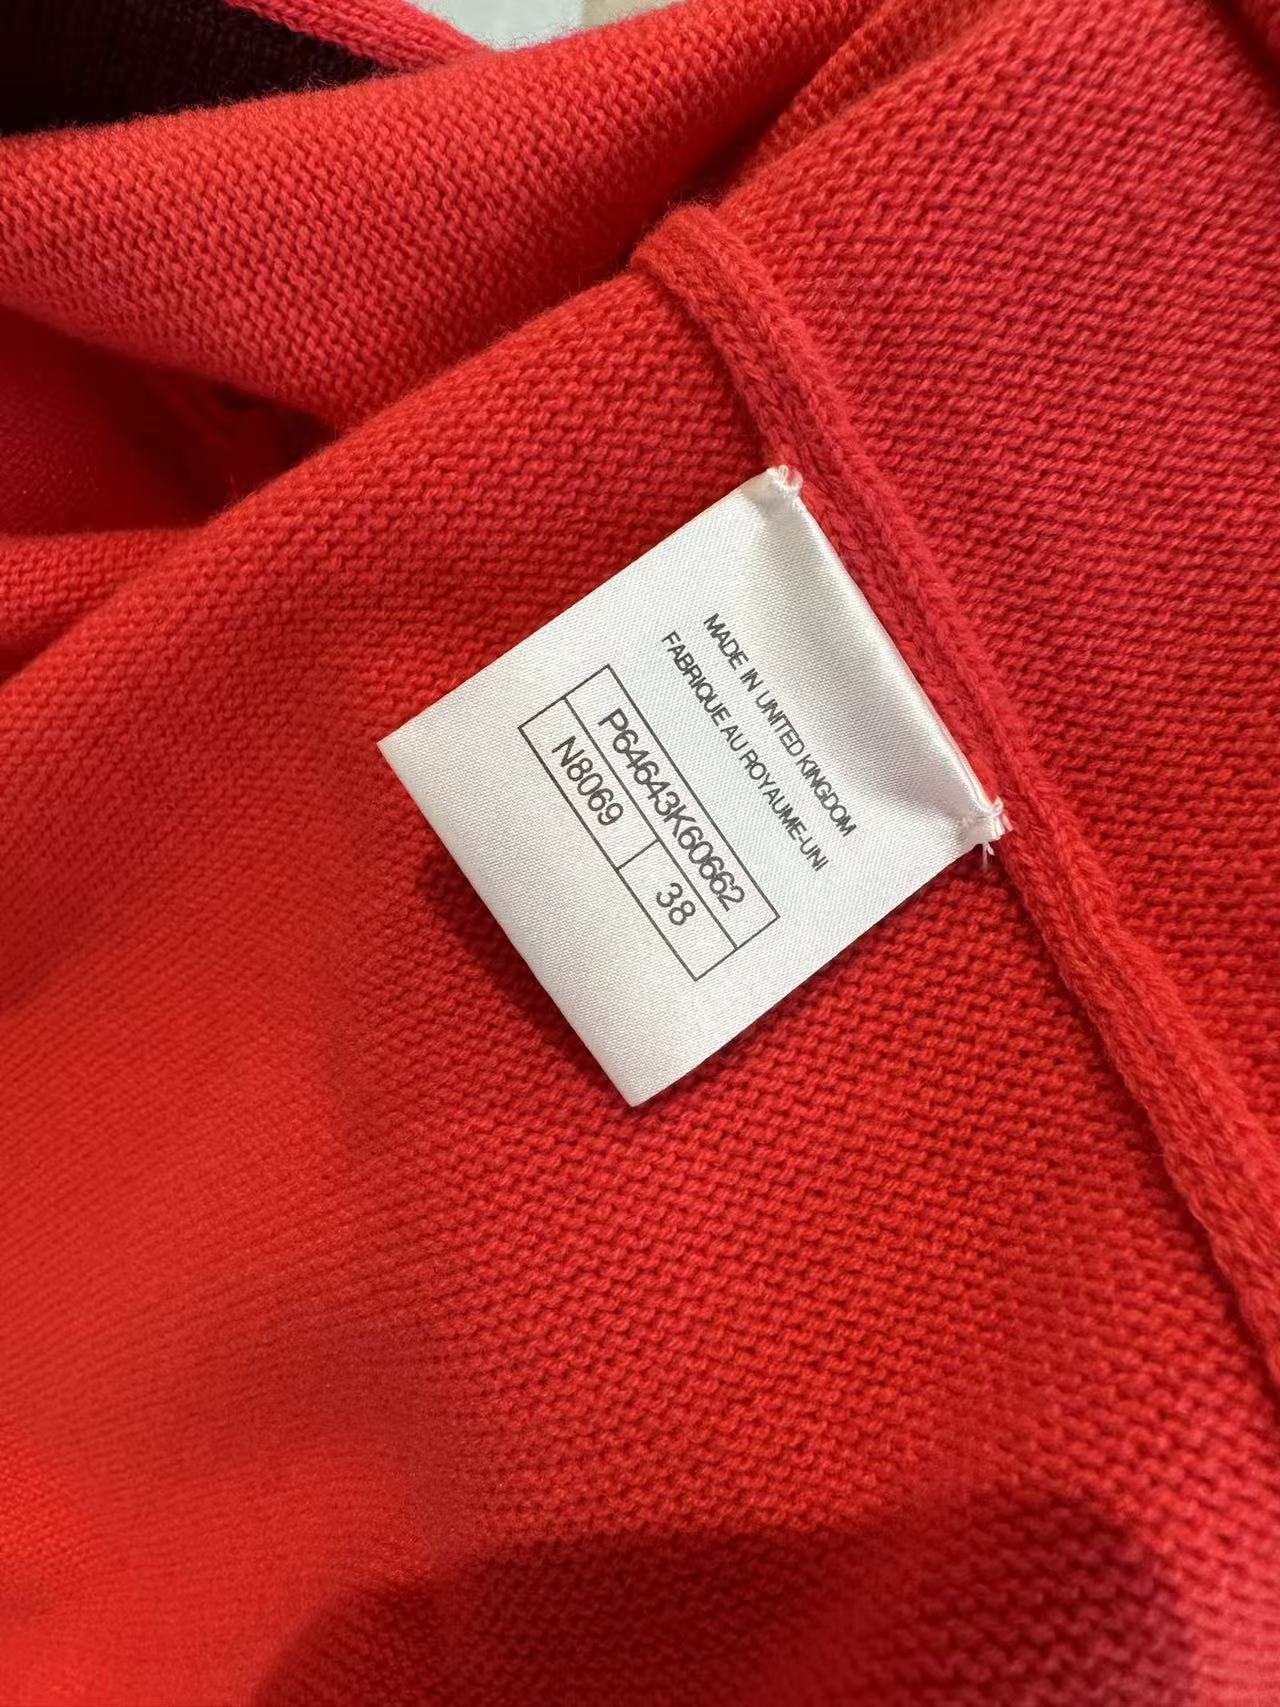 MADE IN UNITED KINGDOM
FABRIQUE AU ROYAUME-UNI
P64643K60662
N8069 38